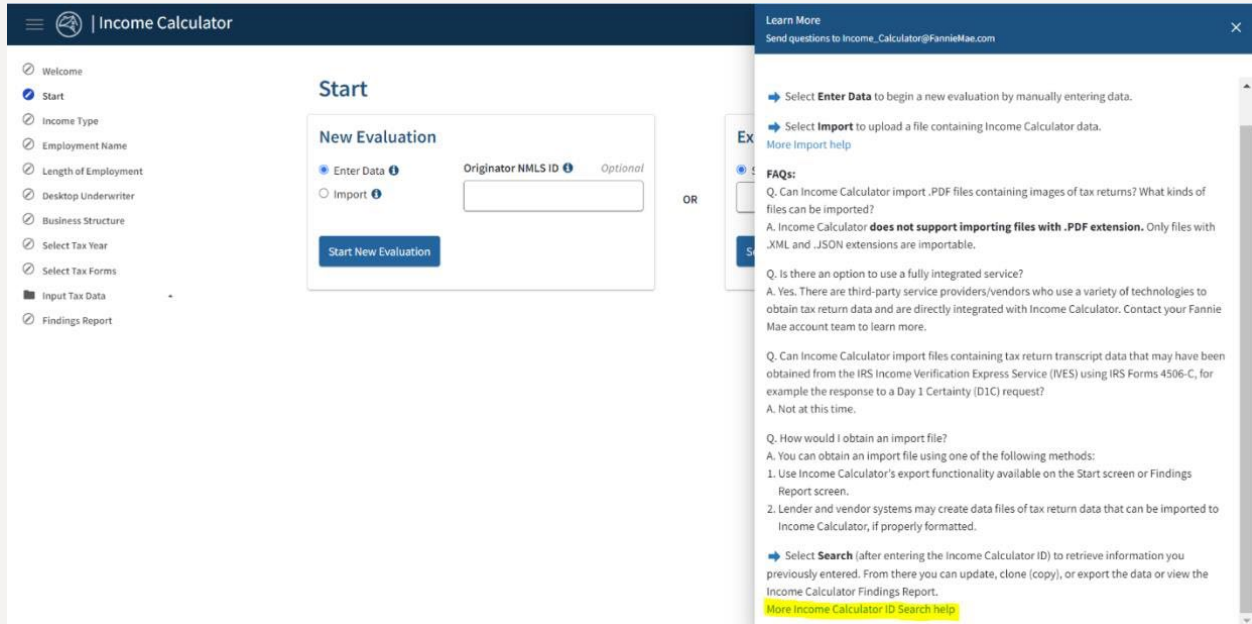 | Income Calculator
Welcome
Start
Income Type
Employment Name
Length of Employment
Desktop Underwriter
Business Structure
Select Tax Year
Select Tax Forms
Input Tax Data
Findings Report
Start
New Evaluation
Enter Data
Import
Originator NMLS ID
Optional
Start New Evaluation
OR
Ex
Learn More
Send questions to Income_Calculator@FannieMae.com
Select Enter Data to begin a new evaluation by manually entering data.
Select Import to upload a file containing Income Calculator data.
More Import help
FAQs:
Q. Can Income Calculator import .PDF files containing images of tax returns? What kinds of
files can be imported?
A. Income Calculator does not support importing files with .PDF extension. Only files with
.XML and .JSON extensions are importable.
Q. Is there an option to use a fully integrated service?
A. Yes. There are third-party service providers/vendors who use a variety of technologies to
obtain tax return data and are directly integrated with Income Calculator. Contact your Fannie
Mae account team to learn more.
Q. Can Income Calculator import files containing tax return transcript data that may have been
obtained from the IRS Income Verification Express Service (IVES) using IRS Forms 4506-C, for
example the response to a Day 1 Certainty (D1C) request?
A. Not at this time.
Q. How would I obtain an import file?
A. You can obtain an import file using one of the following methods:
1. Use Income Calculator's export functionality available on the Start screen or Findings
Report screen.
2. Lender and vendor systems may create data files of tax return data that can be imported to
Income Calculator, if properly formatted.
Select Search (after entering the Income Calculator ID) to retrieve information you
previously entered. From there you can update, clone (copy), or export the data or view the
Income Calculator Findings Report.
More Income Calculator ID Search help